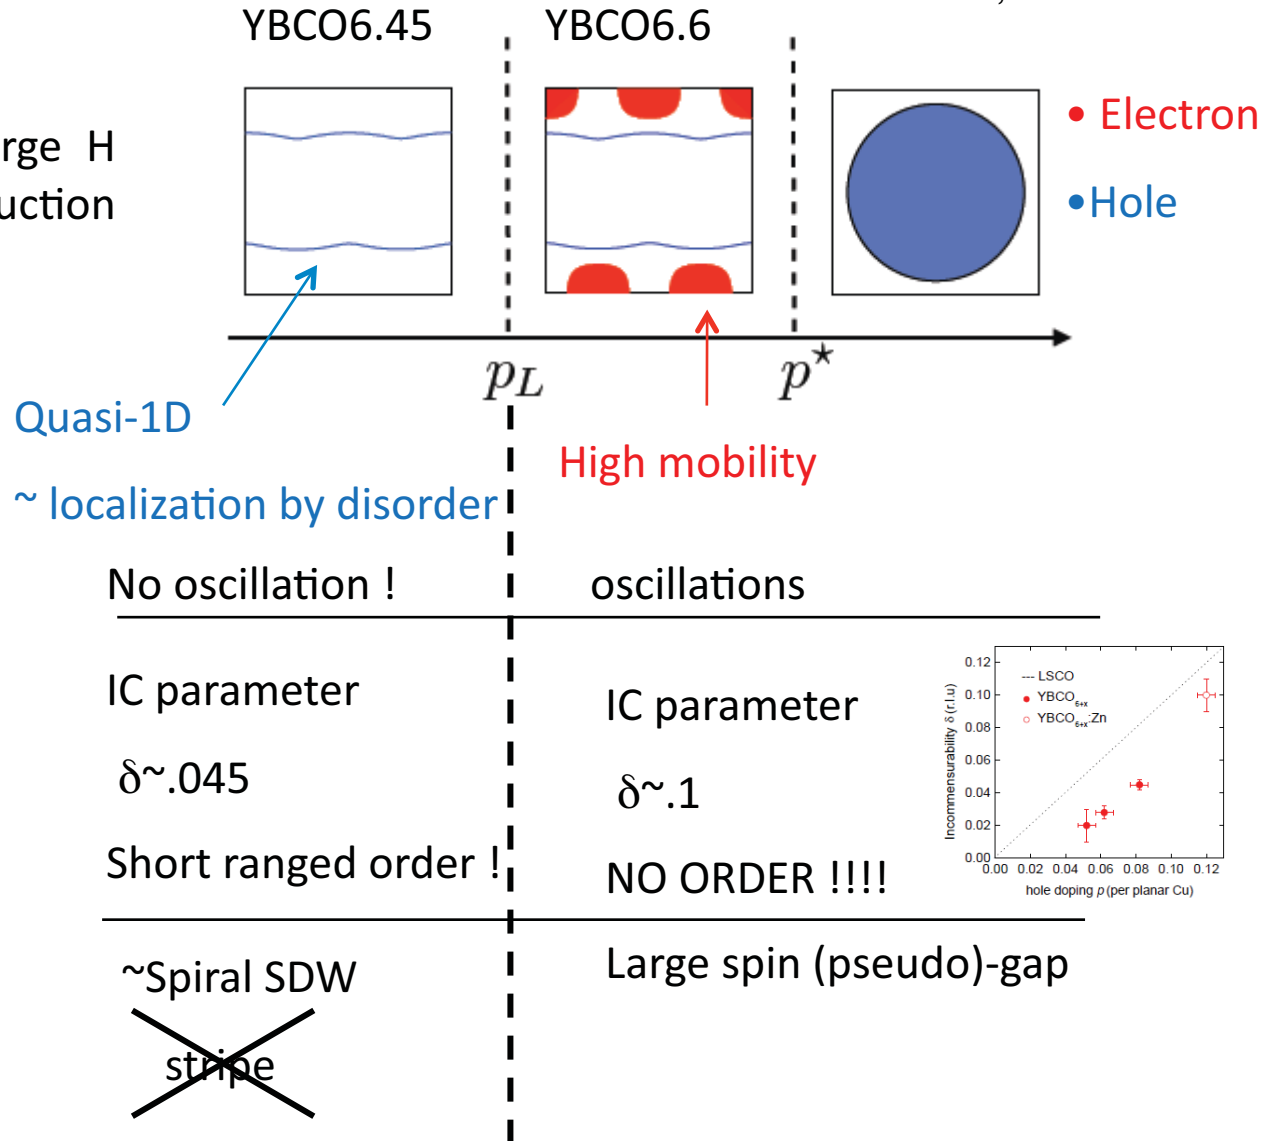 YBCO6.45
YBCO6.6
rge H
uction
• Electron
•Hole
pL
p★
Quasi-1D
~ localization by disorder
High mobility
No oscillation !
oscillations
IC parameter
δ~.045
Short ranged order !
IC parameter
δ~.1
NO ORDER !!!!
Incommensurability δ (r.l.u)
0.12
0.10
0.08
0.06
0.04
0.02
0.00
--- LSCO
YBCO6+x
YBCO6+x:Zn
0.00 0.02 0.04 0.06 0.08 0.10 0.12
hole doping p (per planar Cu)
~Spiral SDW
stripe
Large spin (pseudo)-gap